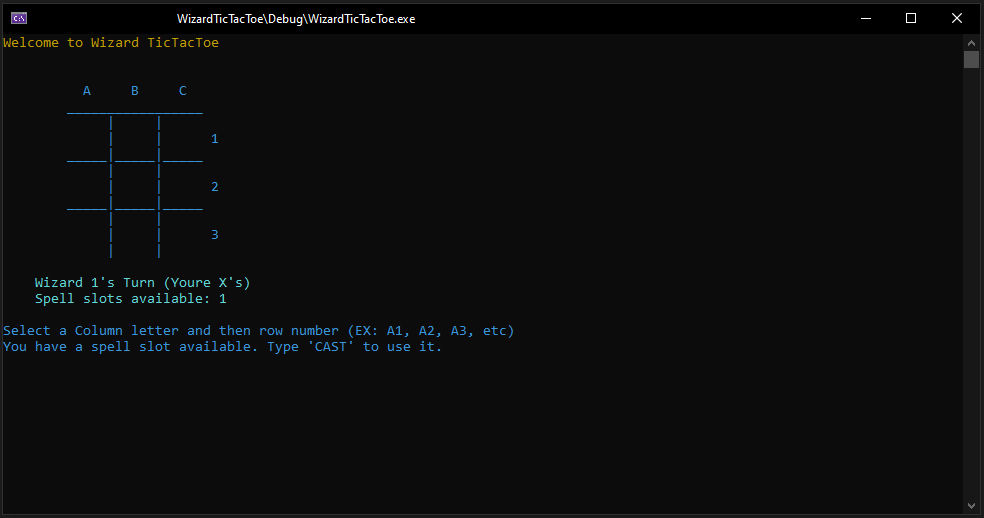 WizardTicTacToe\Debug\WizardTicTacToe.exe
Welcome to Wizard TicTacToe
A B C
1
2
3
Wizard 1's Turn (Youre X's)
Spell slots available: 1
Select a Column letter and then row number (EX: A1, A2, A3, etc)
You have a spell slot available. Type 'CAST' to use it.